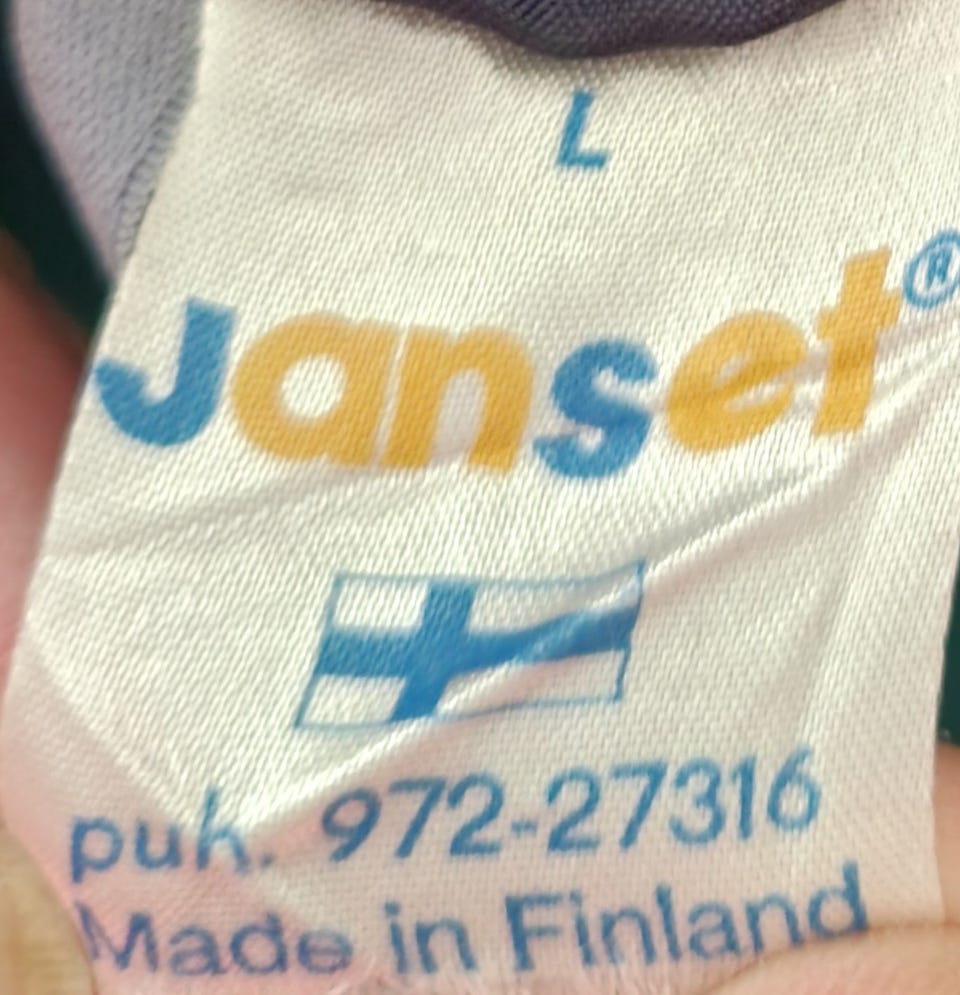 L
Janset®
puh. 972-27316
Made in Finland